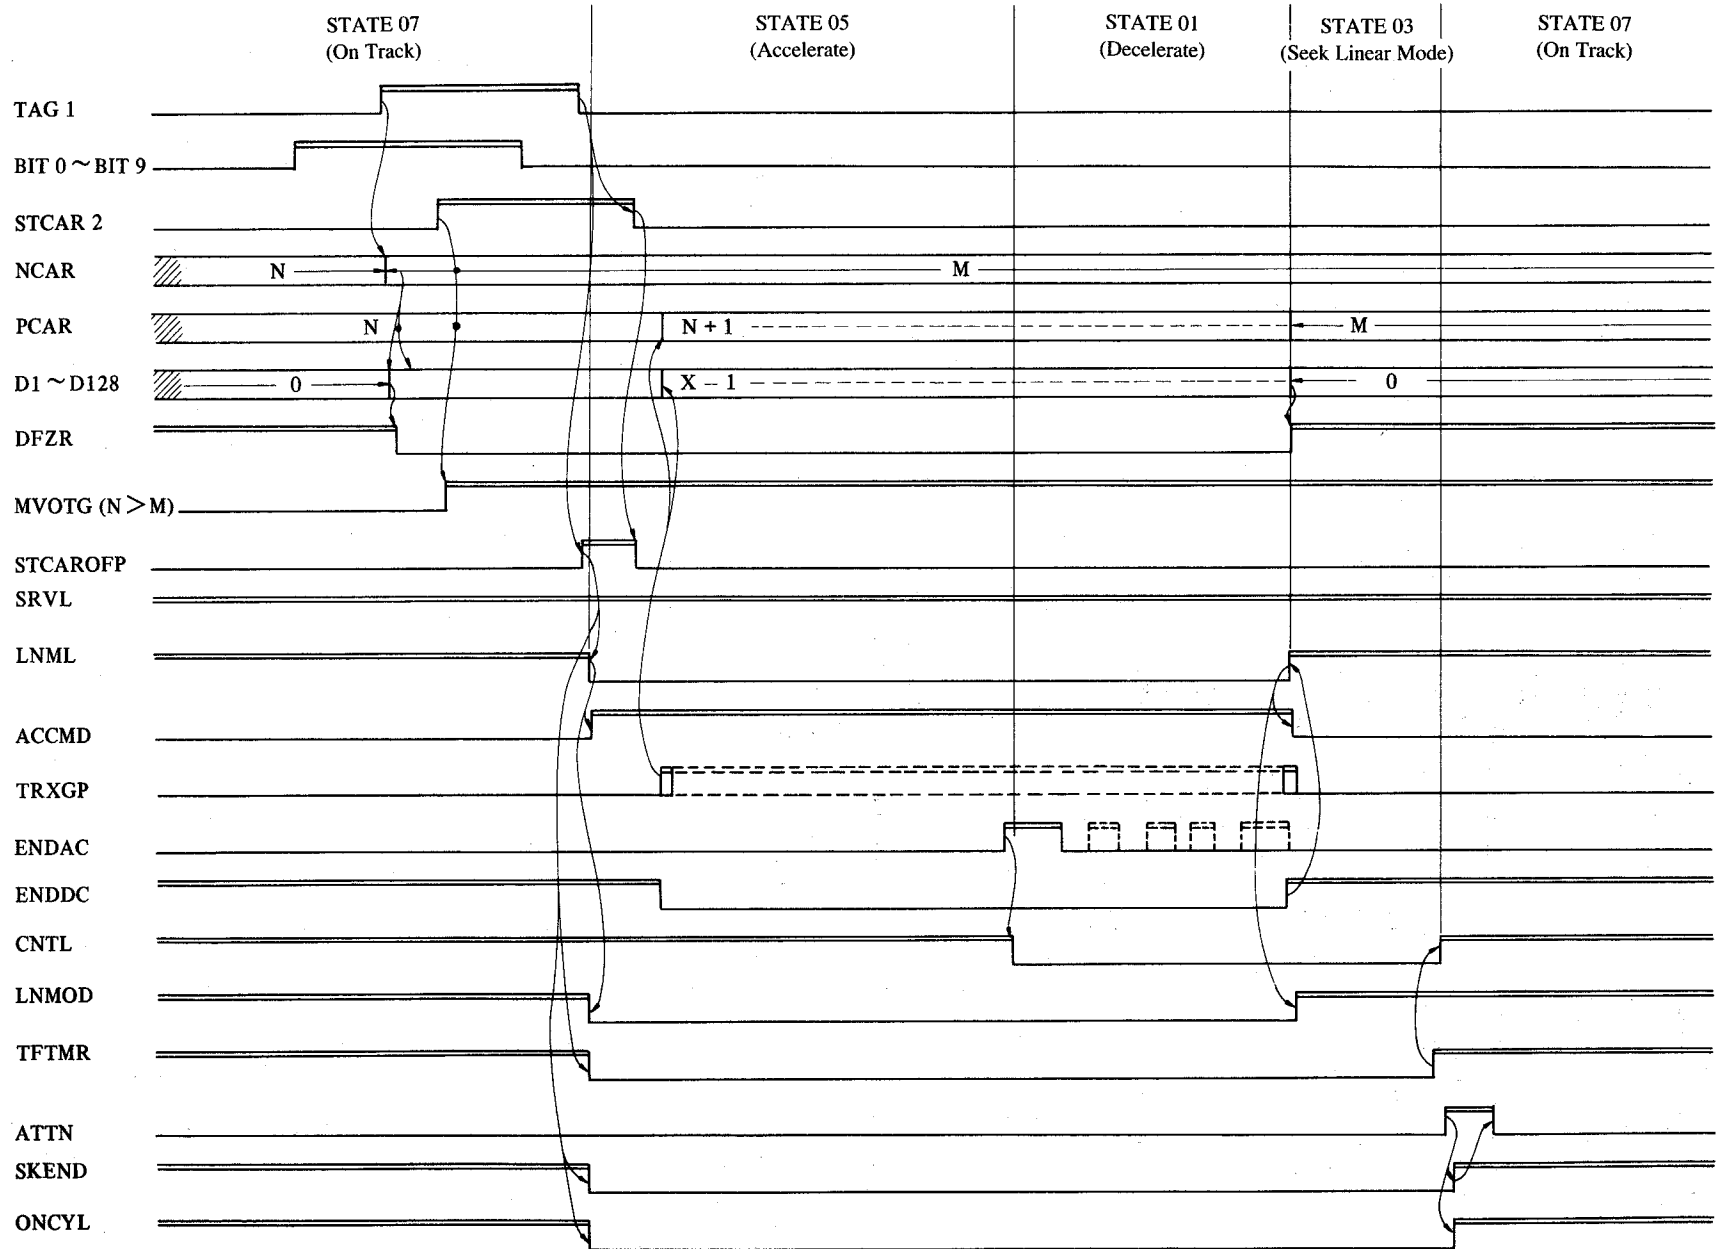 STATE 07 STATE 05 STATE 01 STATE 03 STATE 07
(On Track) (Accelerate) (Decelerate) (Seek Linear Mode) (On Track)
TAG 1
BIT 0 ~ BIT 9
STCAR 2
NCAR N M
PCAR N N + 1 M
D1 ~ D128 0 X - 1 0
DFZR
MVOTG (N > M)
STCAROFP
SRVL
LNML
ACCMD
TRXGP
ENDAC
ENDDC
CNTL
LNMOD
TFTMR
ATTN
SKEND
ONCYL